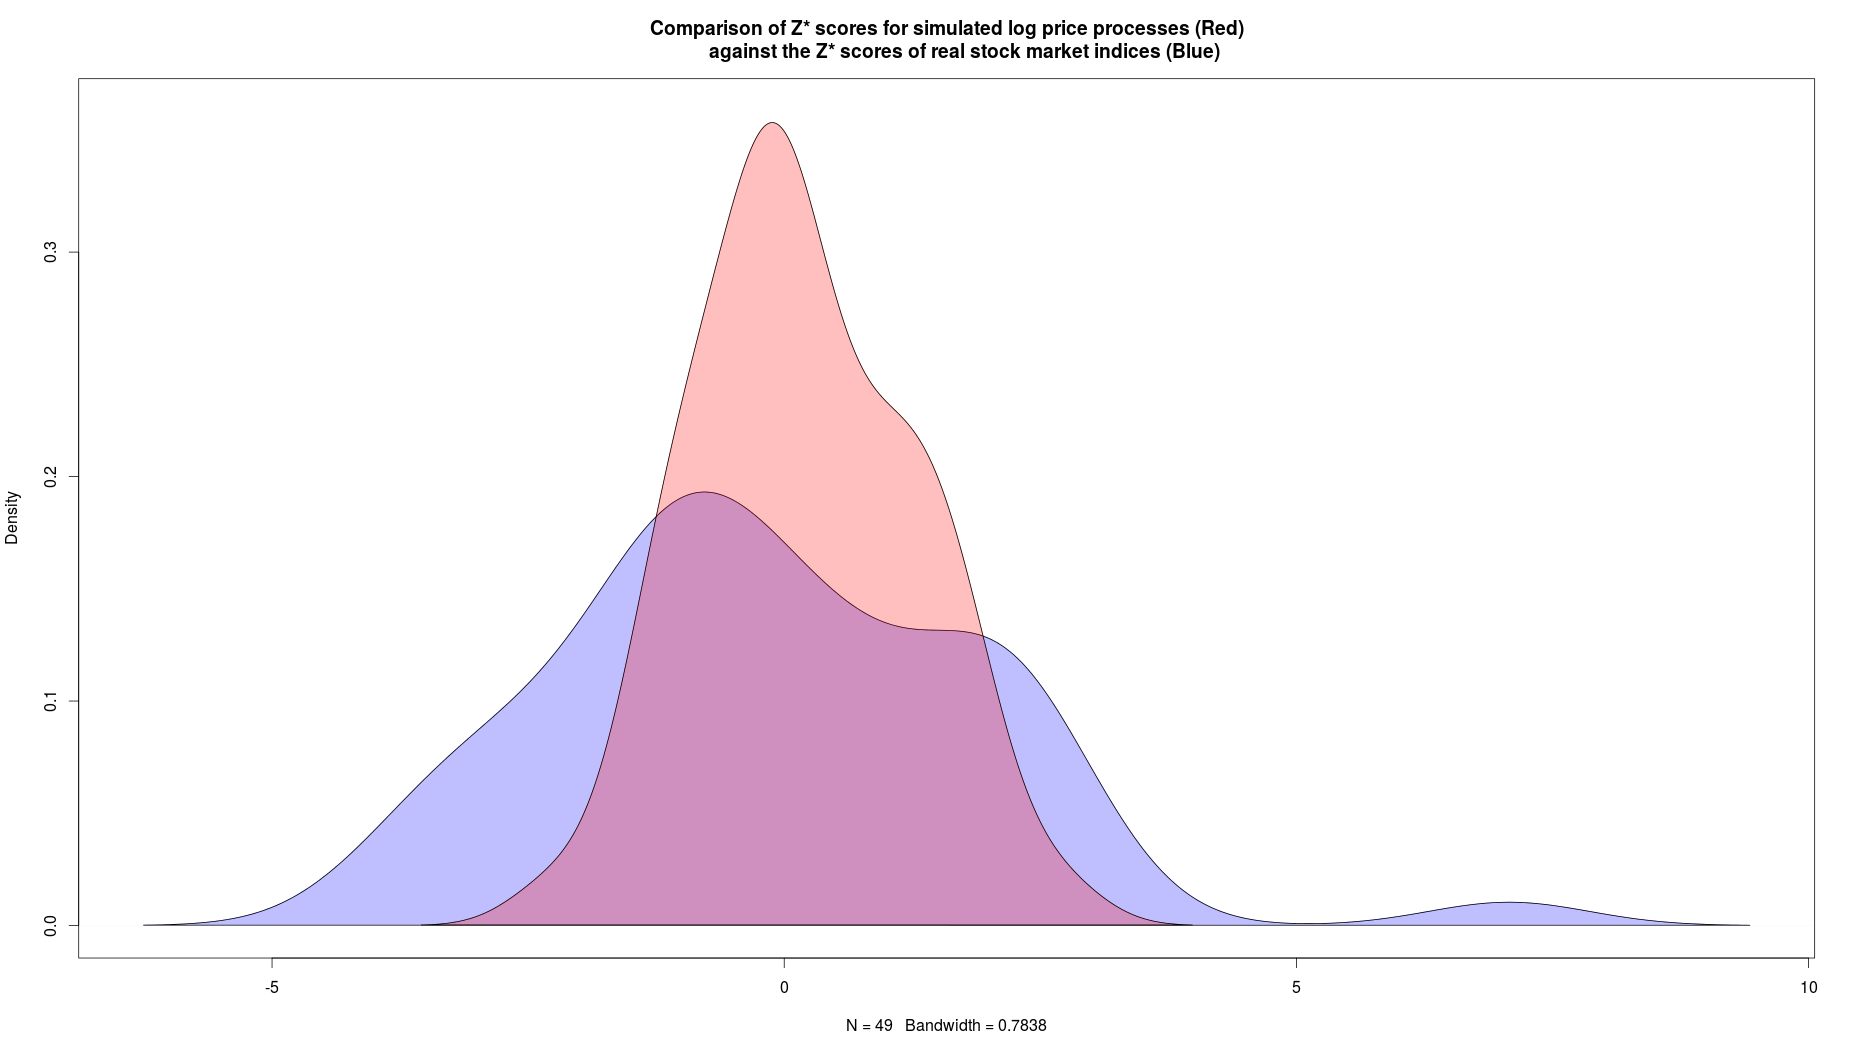 Comparison of Z* scores for simulated log price processes (Red)
against the Z* scores of real stock market indices (Blue)
0.3
0.2
0.1
0.0
Density
-5 0 5 10
N = 49 Bandwidth = 0.7838